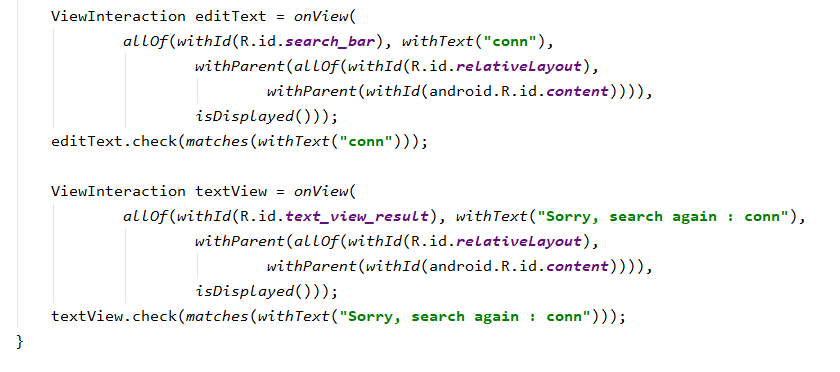 ViewInteraction editText = onView(
allOf(withId(R.id.search_bar), withText("conn"),
withParent(allOf(withId(R.id.relativeLayout),
withParent(withId(android.R.id.content)))),
isDisplayed()));
editText.check(matches(withText("conn")));
ViewInteraction textView = onView(
allOf(withId(R.id.text_view_result), withText("Sorry, search again : conn"),
withParent(allOf(withId(R.id.relativeLayout),
withParent(withId(android.R.id.content)))),
isDisplayed()));
textView.check(matches(withText("Sorry, search again : conn")));
}